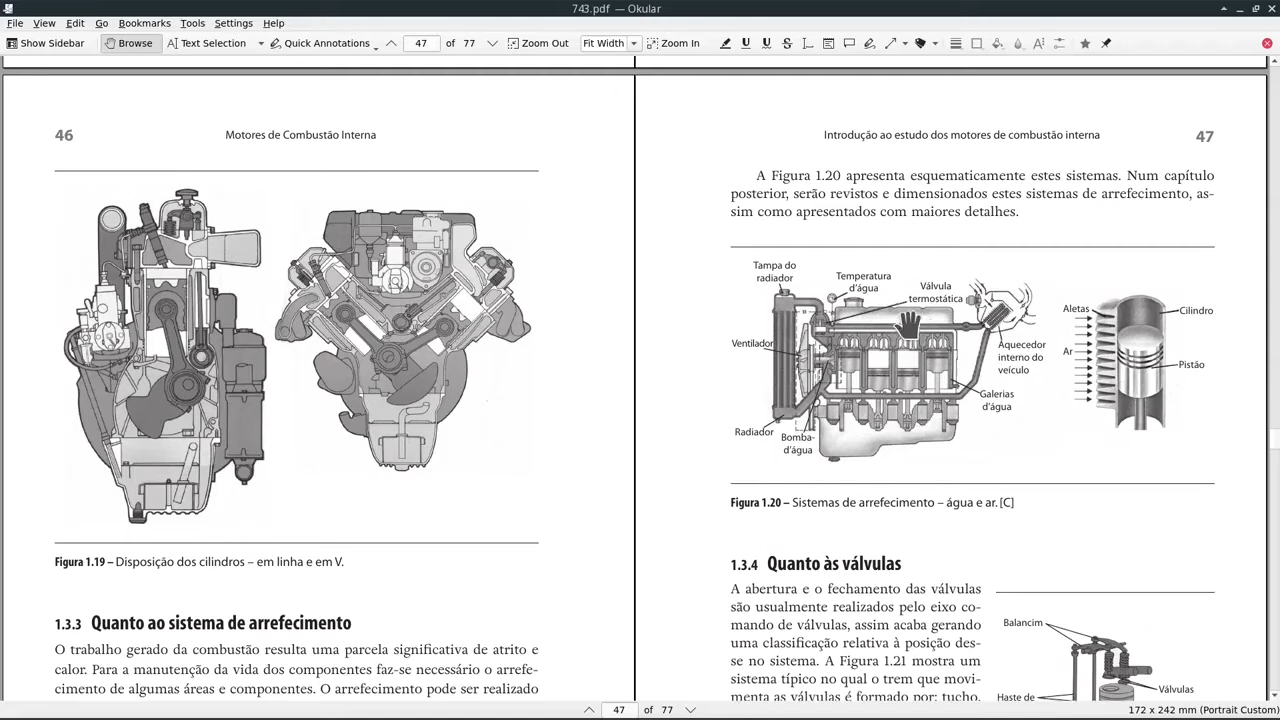 743.pdf — Okular
File View Edit Go Bookmarks Tools Settings Help
Show Sidebar Browse Text Selection Quick Annotations 47 of 77 Zoom Out Fit Width Zoom In
46 Motores de Combustão Interna
Figura 1.19 – Disposição dos cilindros – em linha e em V.
1.3.3 Quanto ao sistema de arrefecimento
O trabalho gerado da combustão resulta uma parcela significativa de atrito e
calor. Para a manutenção da vida dos componentes faz-se necessário o arrefe-
cimento de algumas áreas e componentes. O arrefecimento pode ser realizado
Introdução ao estudo dos motores de combustão interna 47
A Figura 1.20 apresenta esquematicamente estes sistemas. Num capítulo
posterior, serão revistos e dimensionados estes sistemas de arrefecimento, as-
sim como apresentados com maiores detalhes.
Tampa do
radiador
Temperatura
d'água
Válvula
termostática
Ventilador
Aquecedor
interno do
veículo
Galerias
d'água
Radiador
Bomba-
d'água
Aletas
Cilindro
Ar
Pistão
Figura 1.20 – Sistemas de arrefecimento – água e ar. [C]
1.3.4 Quanto às válvulas
A abertura e o fechamento das válvulas
são usualmente realizados pelo eixo co-
mando de válvulas, assim acaba gerando
uma classificação relativa à posição des-
se no sistema. A Figura 1.21 mostra um
sistema típico no qual o trem que movi-
menta as válvulas é formado por: tucho,
Balancim
Válvulas
Haste de
47 of 77
172 x 242 mm (Portrait Custom)